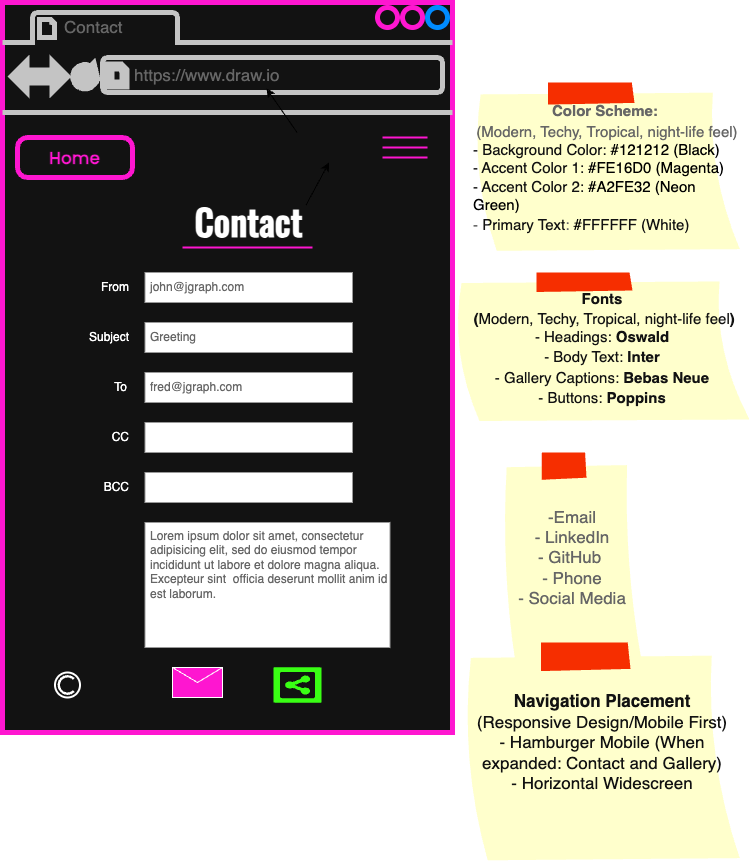 Contact
https://www.draw.io
Home
Contact
From
john@jgraph.com
Subject
Greeting
To
fred@jgraph.com
CC
BCC
Lorem ipsum dolor sit amet, consectetur
adipisicing elit, sed do eiusmod tempor
incididunt ut labore et dolore magna aliqua.
Excepteur sint officia deserunt mollit anim id
est laborum.
©
Color Scheme:
(Modern, Techy, Tropical, night-life feel)
- Background Color: #121212 (Black)
- Accent Color 1: #FE16D0 (Magenta)
- Accent Color 2: #A2FE32 (Neon
Green)
- Primary Text: #FFFFFF (White)
Fonts
(Modern, Techy, Tropical, night-life feel)
- Headings: Oswald
- Body Text: Inter
- Gallery Captions: Bebas Neue
- Buttons: Poppins
-Email
- LinkedIn
- GitHub
- Phone
- Social Media
Navigation Placement
(Responsive Design/Mobile First)
- Hamburger Mobile (When
expanded: Contact and Gallery)
- Horizontal Widescreen